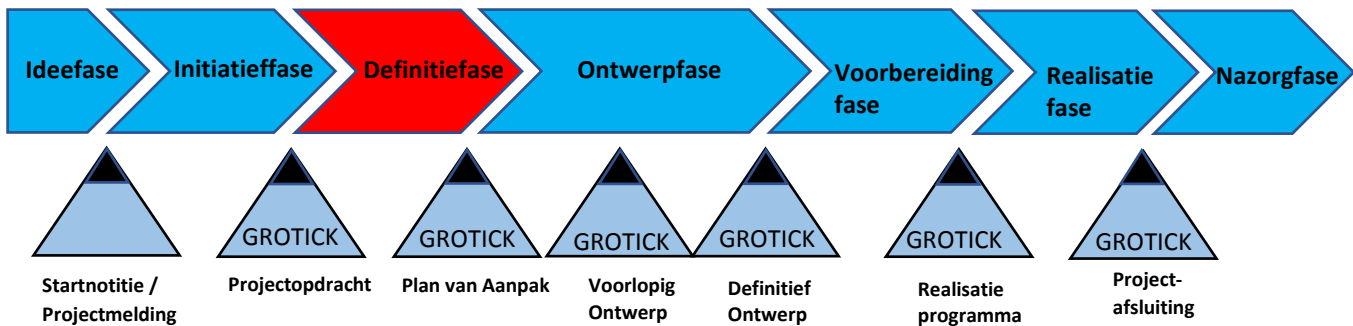 Ideefase
Initiatieffase
Definitiefase
Ontwerpfase
Voorbereiding
fase
Realisatie
fase
Nazorgfase
GROTICK
GROTICK
GROTICK
GROTICK
GROTICK
GROTICK
Startnotitie /
Projectmelding
Projectopdracht
Plan van Aanpak
Voorlopig
Ontwerp
Definitief
Ontwerp
Realisatie
programma
Project-
afsluiting